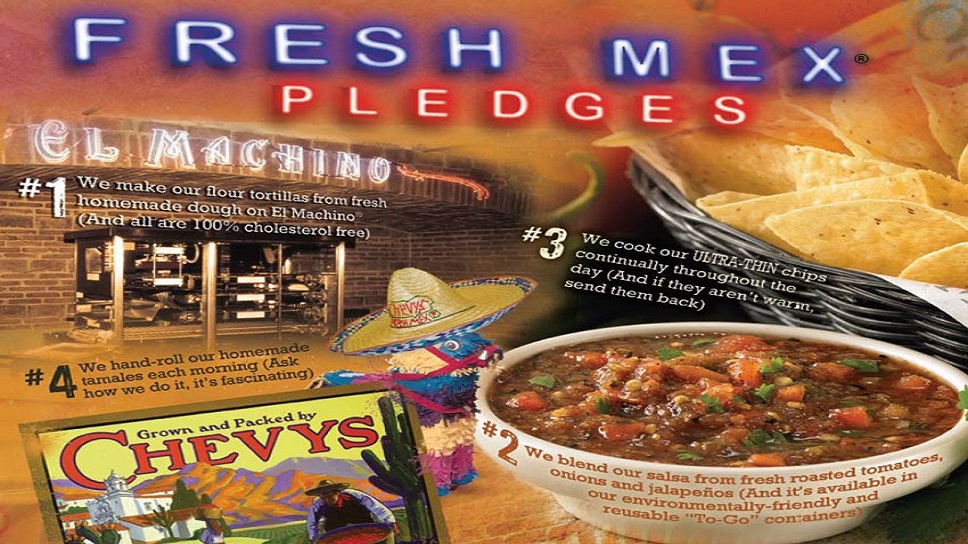 FRESH MEX®
PLEDGES
EL MACHINO
#1 We make our flour tortillas from fresh
homemade dough on El Machino®
(And all are 100% cholesterol free)
#3 We cook our ULTRA-THIN chips
continually throughout the
day (And if they aren't warm,
send them back)
CHEVYS
FRESH MEX®
#4 We hand-roll our homemade
tamales each morning (Ask
how we do it, it's fascinating)
Grown and Packed by
CHEVYS
#2 We blend our salsa from fresh roasted tomatoes,
onions and jalapeños (And it's available in
our environmentally-friendly and
reusable "To-Go" containers)